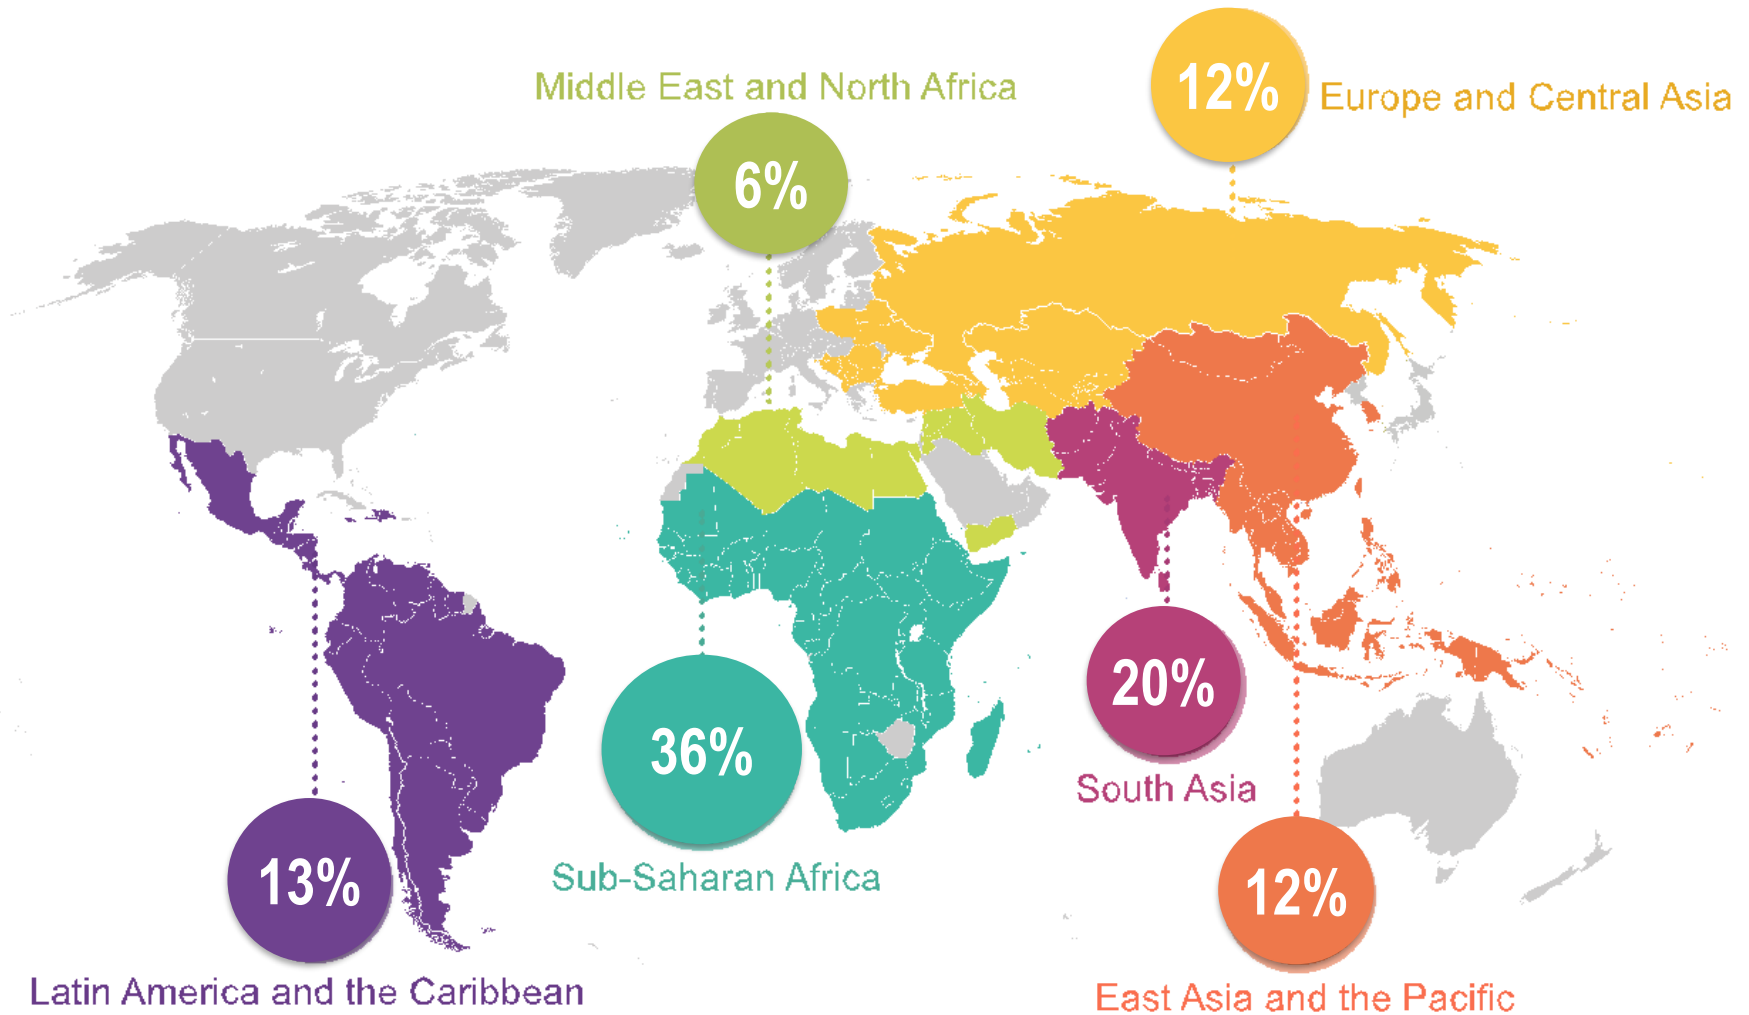 Middle East and North Africa
6%
12%
Europe and Central Asia
36%
Sub-Saharan Africa
20%
South Asia
13%
Latin America and the Caribbean
12%
East Asia and the Pacific